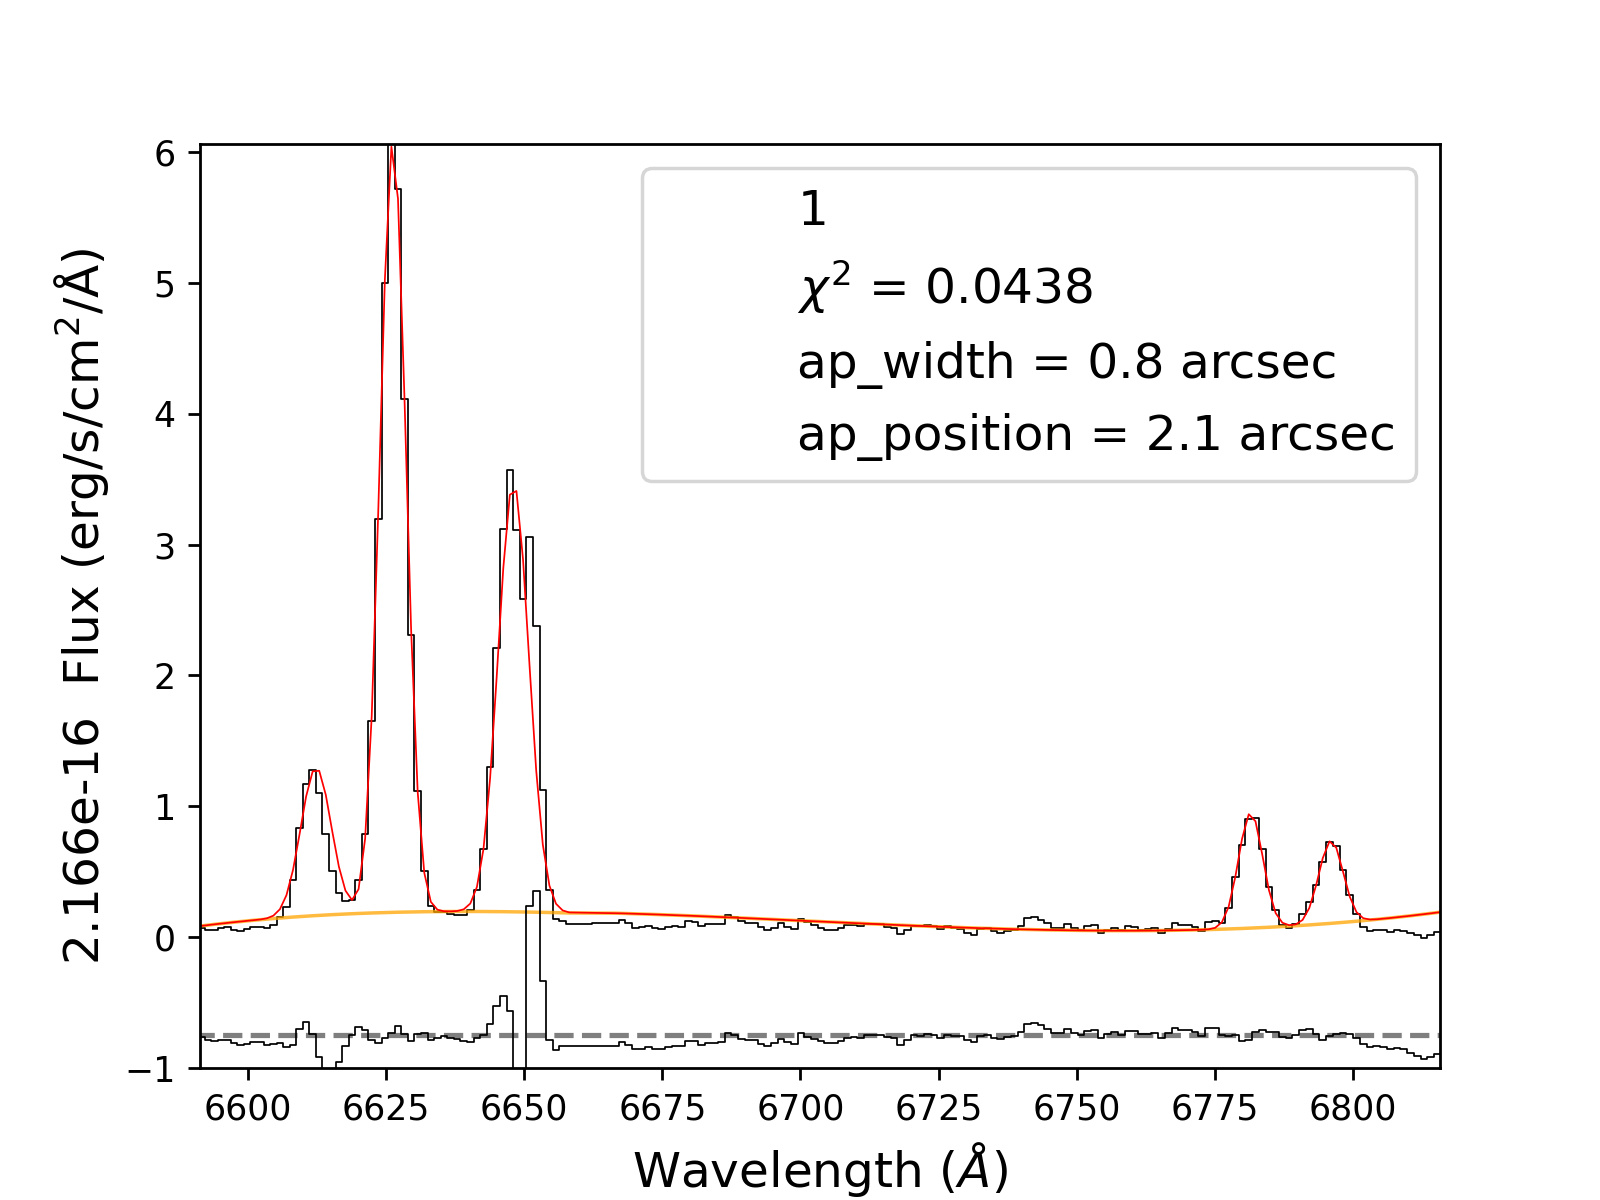 1
χ² = 0.0438
ap_width = 0.8 arcsec
ap_position = 2.1 arcsec
2.166e-16 Flux (erg/s/cm²/Å)
6
5
4
3
2
1
0
−1
6600 6625 6650 6675 6700 6725 6750 6775 6800
Wavelength (Å)